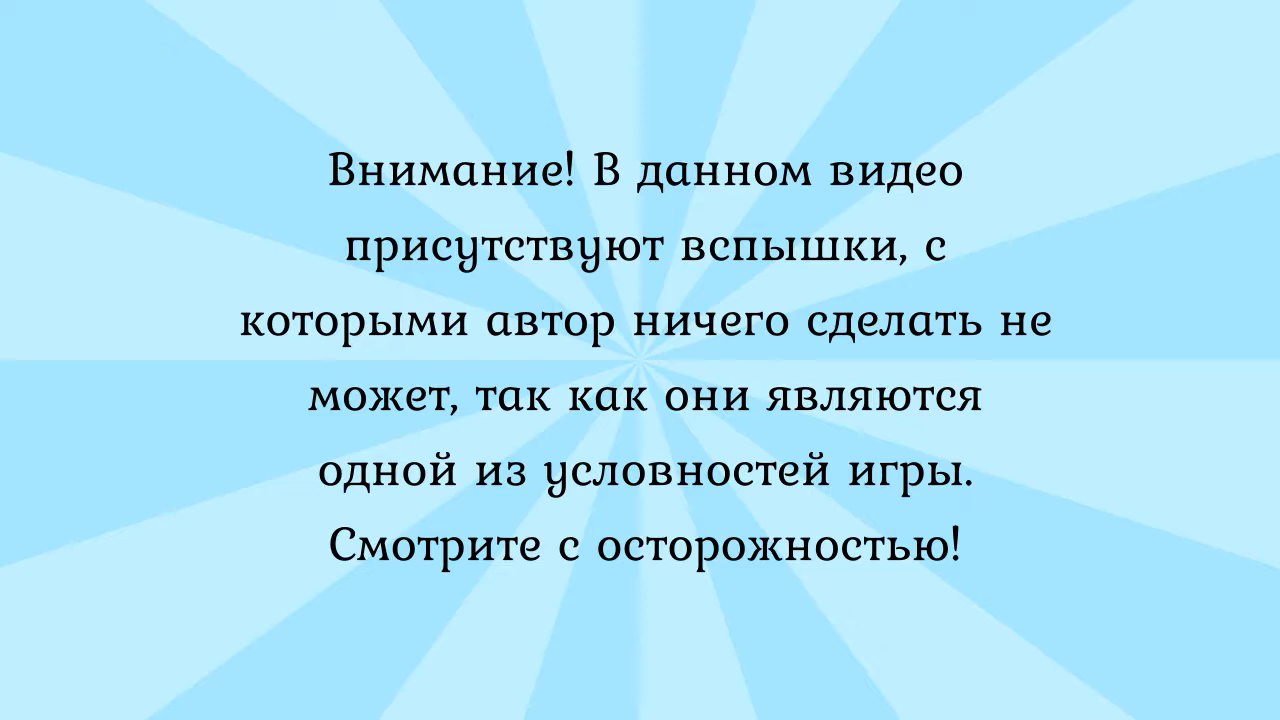 Внимание! В данном видео
присутствуют вспышки, с
которыми автор ничего сделать не
может, так как они являются
одной из условностей игры.
Смотрите с осторожностью!